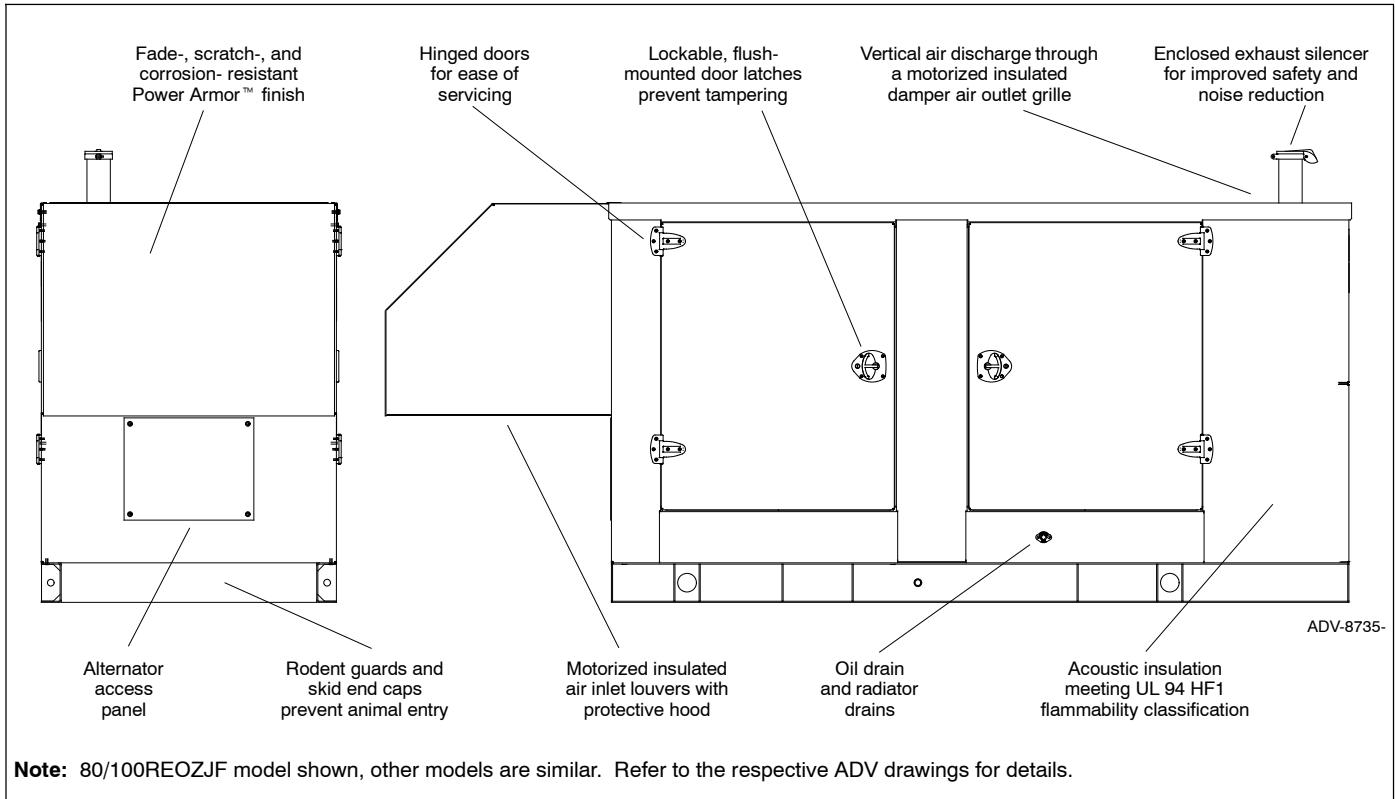 Fade-, scratch-, and
corrosion- resistant
Power Armor™ finish
Hinged doors
for ease of
servicing
Lockable, flush-
mounted door latches
prevent tampering
Vertical air discharge through
a motorized insulated
damper air outlet grille
Enclosed exhaust silencer
for improved safety and
noise reduction
ADV-8735-
Alternator
access
panel
Rodent guards and
skid end caps
prevent animal entry
Motorized insulated
air inlet louvers with
protective hood
Oil drain
and radiator
drains
Acoustic insulation
meeting UL 94 HF1
flammability classification
Note: 80/100REOZJF model shown, other models are similar. Refer to the respective ADV drawings for details.